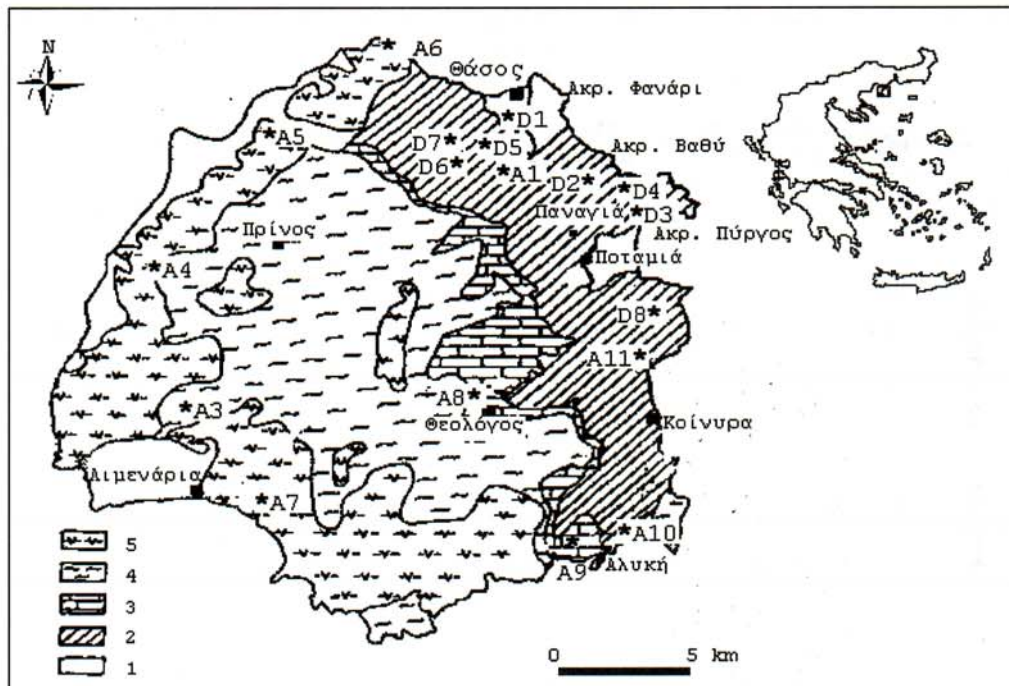 N
A6
Θάσος
Ακρ. Φανάρι
D1
A5
D7
D5
Ακρ. Βαθύ
D6
A1
D2
D4
Παναγιά
D3
Πρίνος
Ακρ. Πύργος
A4
Ποταμιά
D8
A11
A8
A3
Θεολόγος
Κοίνυρα
Λιμενάρια
A7
A10
Αλυκή
A9
5
4
3
2
1
0 5 km